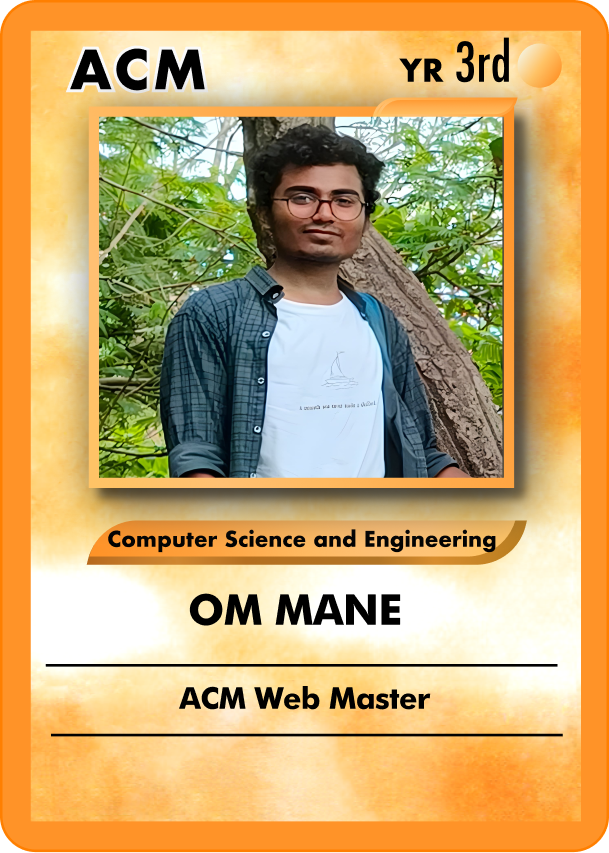 ACM
YR 3rd
Computer Science and Engineering
OM MANE
ACM Web Master